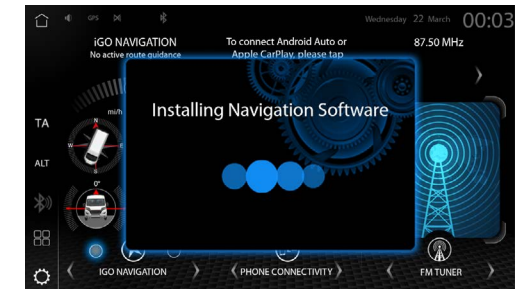 GPS
Wednesday 22 March 00:03
iGO NAVIGATION
No active route guidance
To connect Android Auto or
Apple CarPlay, please tap
87.50 MHz
mi/h
Installing Navigation Software
TA
N
W
E
S
ALT
0°
iGO NAVIGATION
PHONE CONNECTIVITY
FM TUNER